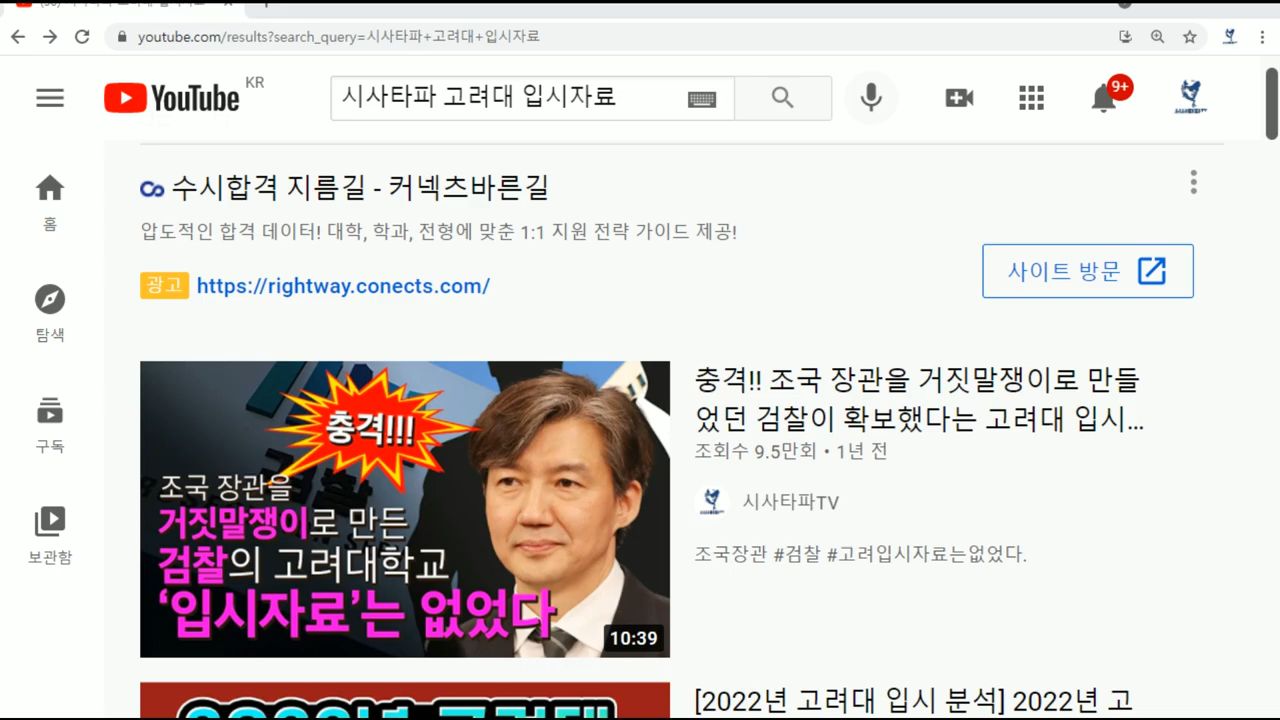 youtube.com/results?search_query=시사타파+고려대+입시자료
YouTube KR
시사타파 고려대 입시자료
9+
수시합격 지름길 - 커넥츠바른길
압도적인 합격 데이터! 대학, 학과, 전형에 맞춘 1:1 지원 전략 가이드 제공!
광고 https://rightway.conects.com/
사이트 방문
홈
탐색
구독
보관함
충격!!!
조국 장관을
거짓말쟁이로 만든
검찰의 고려대학교
‘입시자료’는 없었다
10:39
충격!! 조국 장관을 거짓말쟁이로 만들
었던 검찰이 확보했다는 고려대 입시...
조회수 9.5만회 • 1년 전
시사타파TV
조국장관 #검찰 #고려입시자료는없었다.
[2022년 고려대 입시 분석] 2022년 고